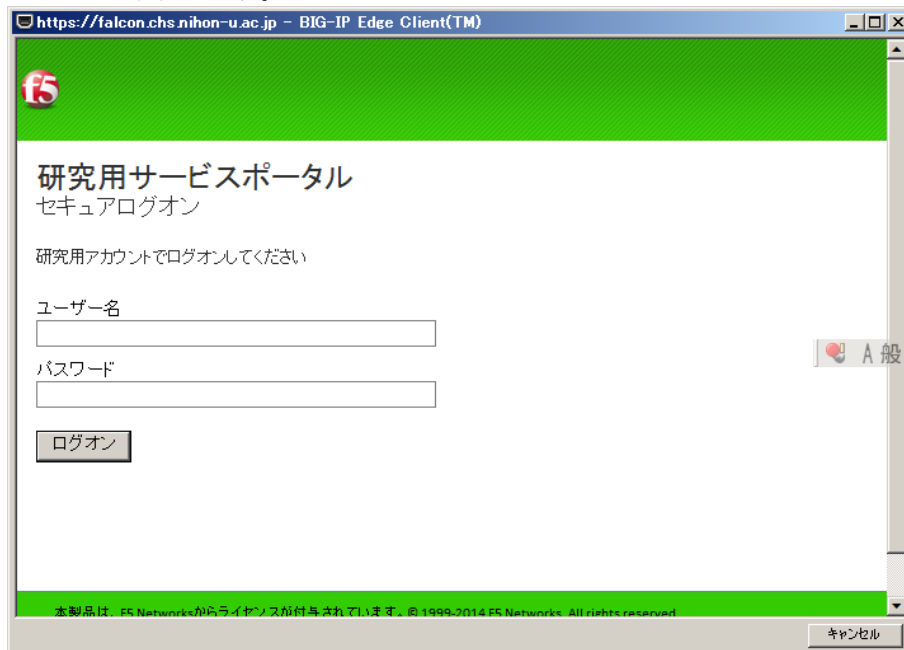 https://falcon.chs.nihon-u.ac.jp - BIG-IP Edge Client(TM)
f5
研究用サービスポータル
セキュアログオン
研究用アカウントでログオンしてください
ユーザー名
A 般
パスワード
ログオン
本製品は、F5 Networksからライセンスが付与されています。© 1999-2014 F5 Networks. All rights reserved.
キャンセル